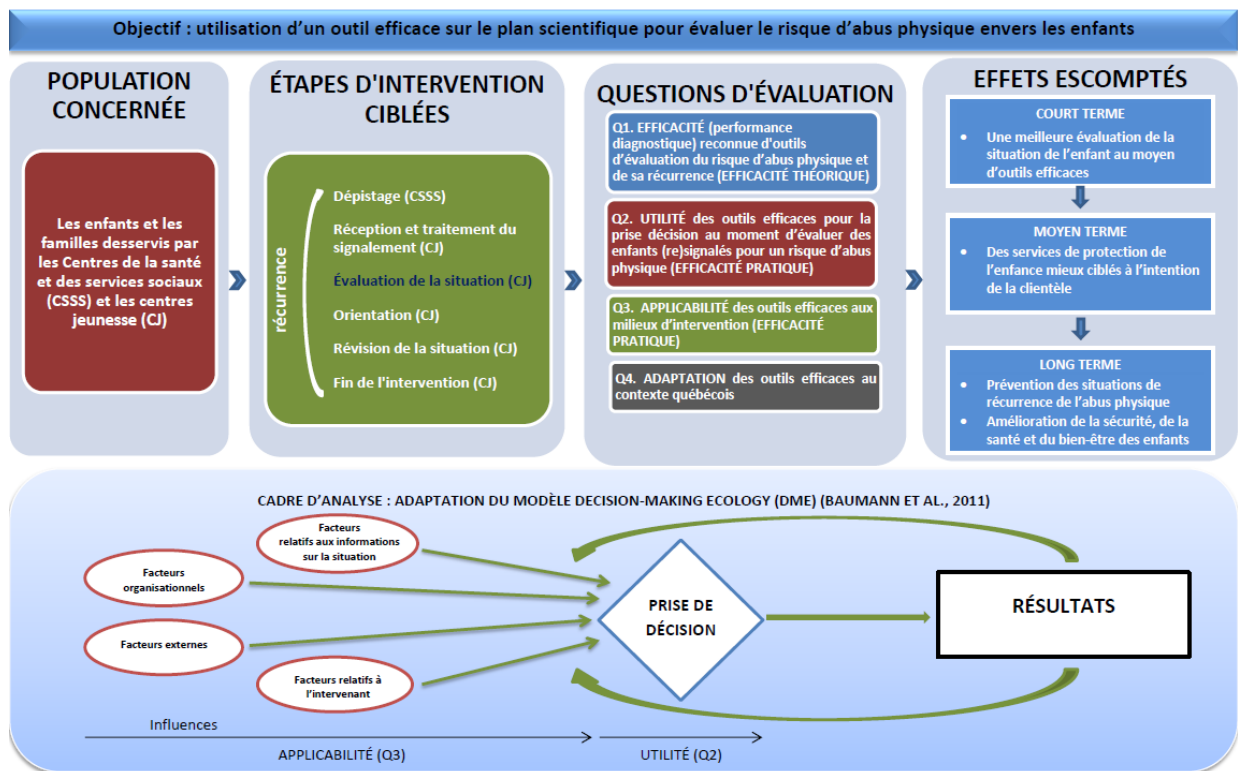 Objectif : utilisation d'un outil efficace sur le plan scientifique pour évaluer le risque d'abus physique envers les enfants
POPULATION
CONCERNÉE
Les enfants et les
familles desservis par
les Centres de la santé
et des services sociaux
(CSSS) et les centres
jeunesse (CJ)
ÉTAPES D'INTERVENTION
CIBLÉES
récurrence
Dépistage (CSSS)
Réception et traitement du
signalement (CJ)
Évaluation de la situation (CJ)
Orientation (CJ)
Révision de la situation (CJ)
Fin de l'intervention (CJ)
QUESTIONS D'ÉVALUATION
Q1. EFFICACITÉ (performance
diagnostique) reconnue d'outils
d'évaluation du risque d'abus physique et
de sa récurrence (EFFICACITÉ THÉORIQUE)
Q2. UTILITÉ des outils efficaces pour la
prise décision au moment d'évaluer des
enfants (re)signalés pour un risque d'abus
physique (EFFICACITÉ PRATIQUE)
Q3. APPLICABILITÉ des outils efficaces aux
milieux d'intervention (EFFICACITÉ
PRATIQUE)
Q4. ADAPTATION des outils efficaces au
contexte québécois
EFFETS ESCOMPTÉS
COURT TERME
• Une meilleure évaluation de la
situation de l'enfant au moyen
d'outils efficaces
MOYEN TERME
• Des services de protection de
l'enfance mieux ciblés à l'intention
de la clientèle
LONG TERME
• Prévention des situations de
récurrence de l'abus physique
• Amélioration de la sécurité, de la
santé et du bien-être des enfants
CADRE D'ANALYSE : ADAPTATION DU MODÈLE DECISION-MAKING ECOLOGY (DME) (BAUMANN ET AL., 2011)
Facteurs
relatifs aux informations
sur la situation
Facteurs
organisationnels
Facteurs externes
Facteurs relatifs à
l'intervenant
PRISE DE
DÉCISION
RÉSULTATS
Influences
APPLICABILITÉ (Q3)
UTILITÉ (Q2)